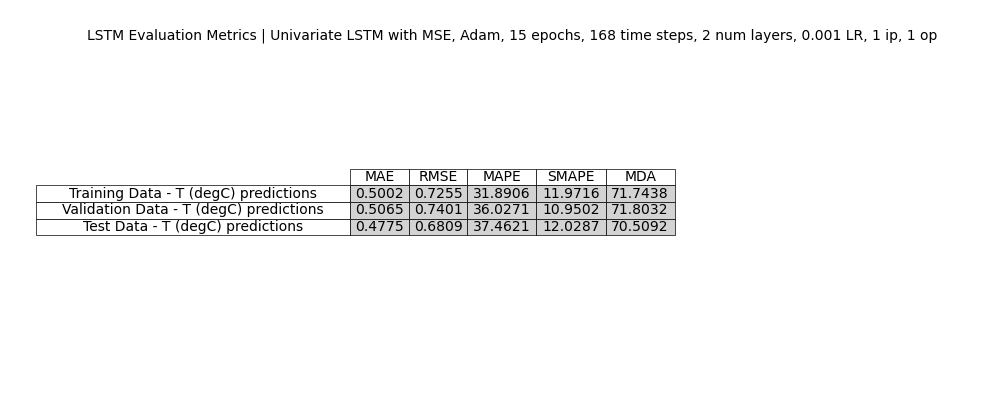 LSTM Evaluation Metrics | Univariate LSTM with MSE, Adam, 15 epochs, 168 time steps, 2 num layers, 0.001 LR, 1 ip, 1 op
MAE RMSE MAPE SMAPE MDA
Training Data - T (degC) predictions 0.5002 0.7255 31.8906 11.9716 71.7438
Validation Data - T (degC) predictions 0.5065 0.7401 36.0271 10.9502 71.8032
Test Data - T (degC) predictions 0.4775 0.6809 37.4621 12.0287 70.5092